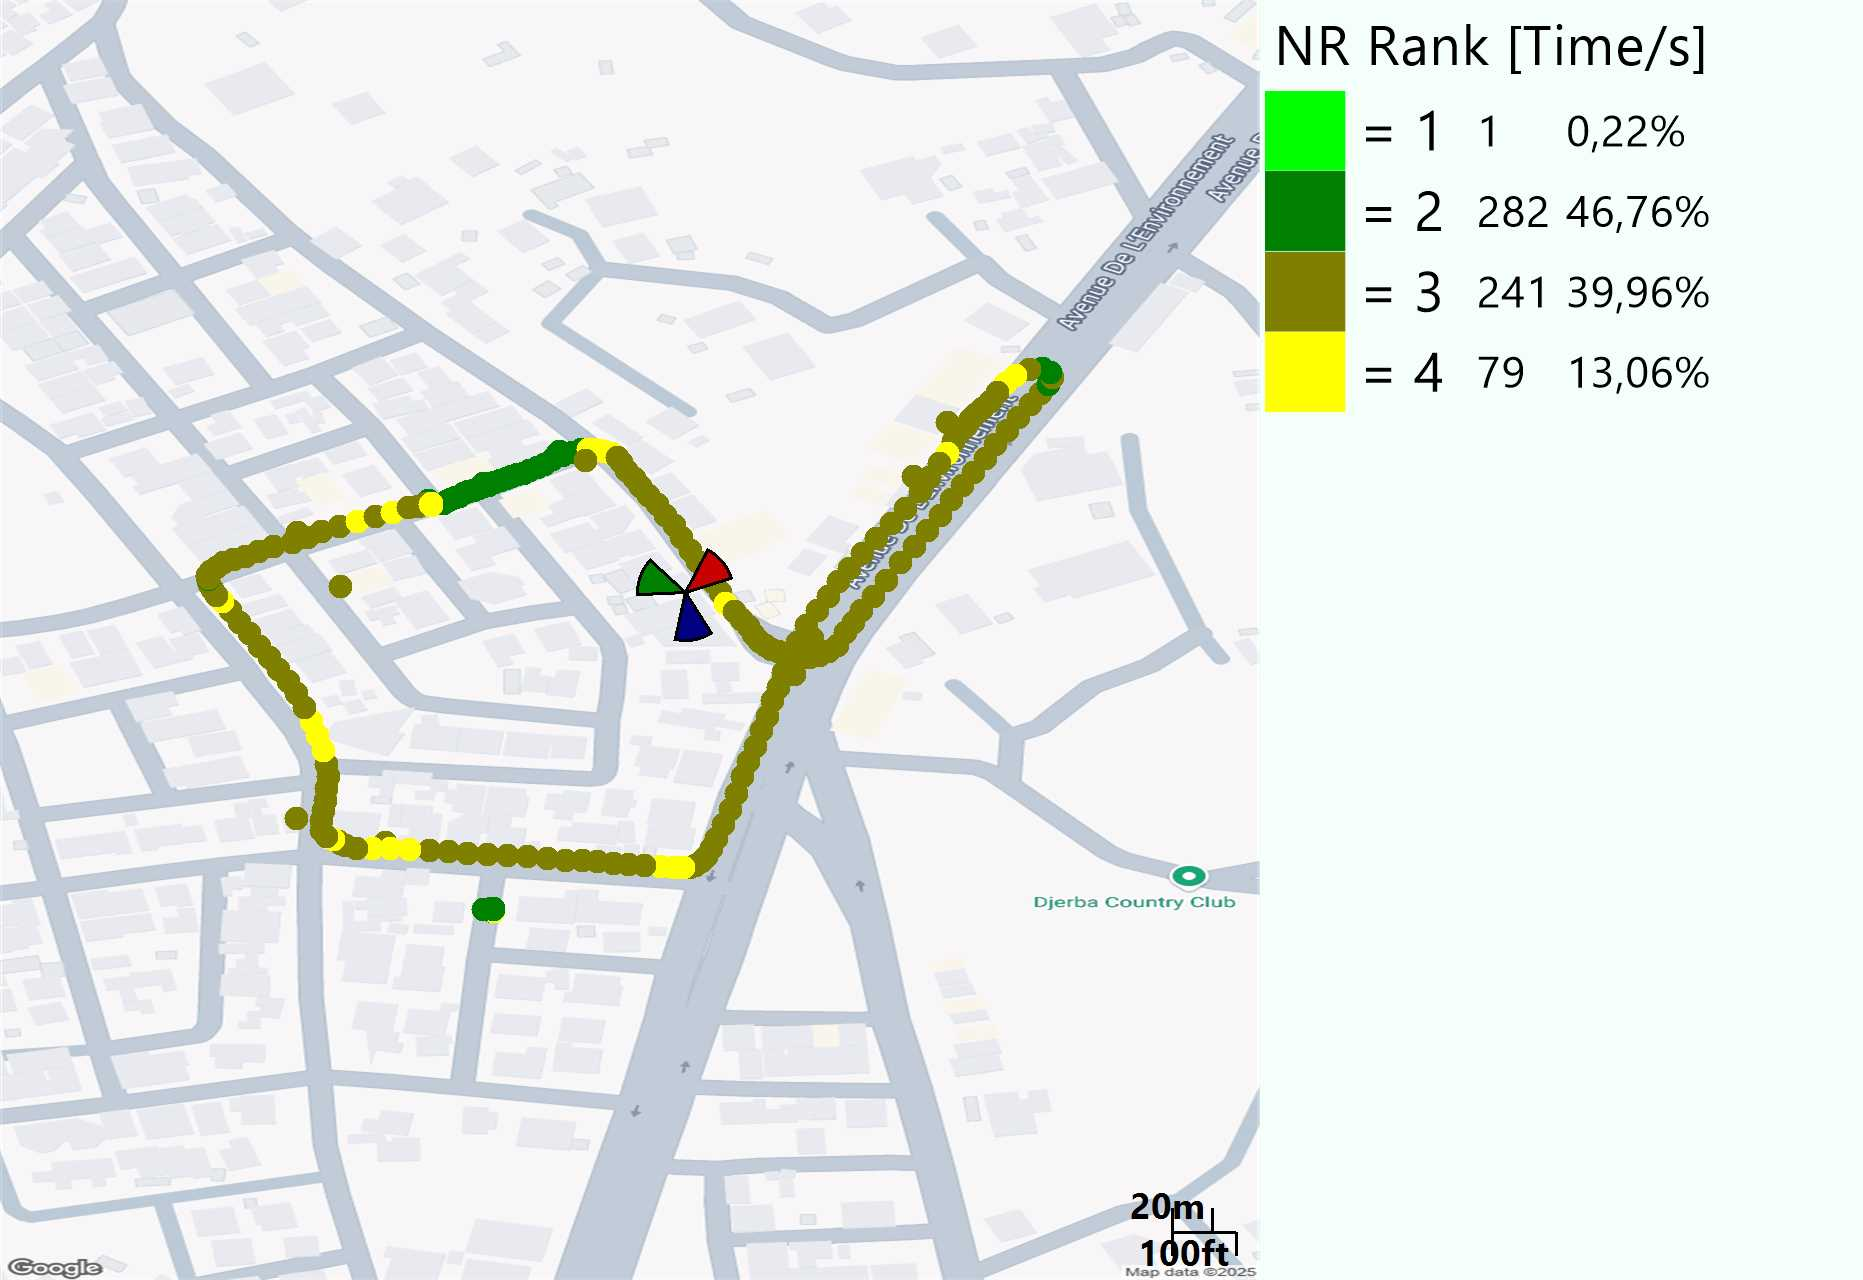 NR Rank [Time/s]
= 1 1 0,22%
= 2 282 46,76%
= 3 241 39,96%
= 4 79 13,06%
Avenue De L'Environnement
Avenue
Djerba Country Club
20m
100ft
Google
Map data ©2025